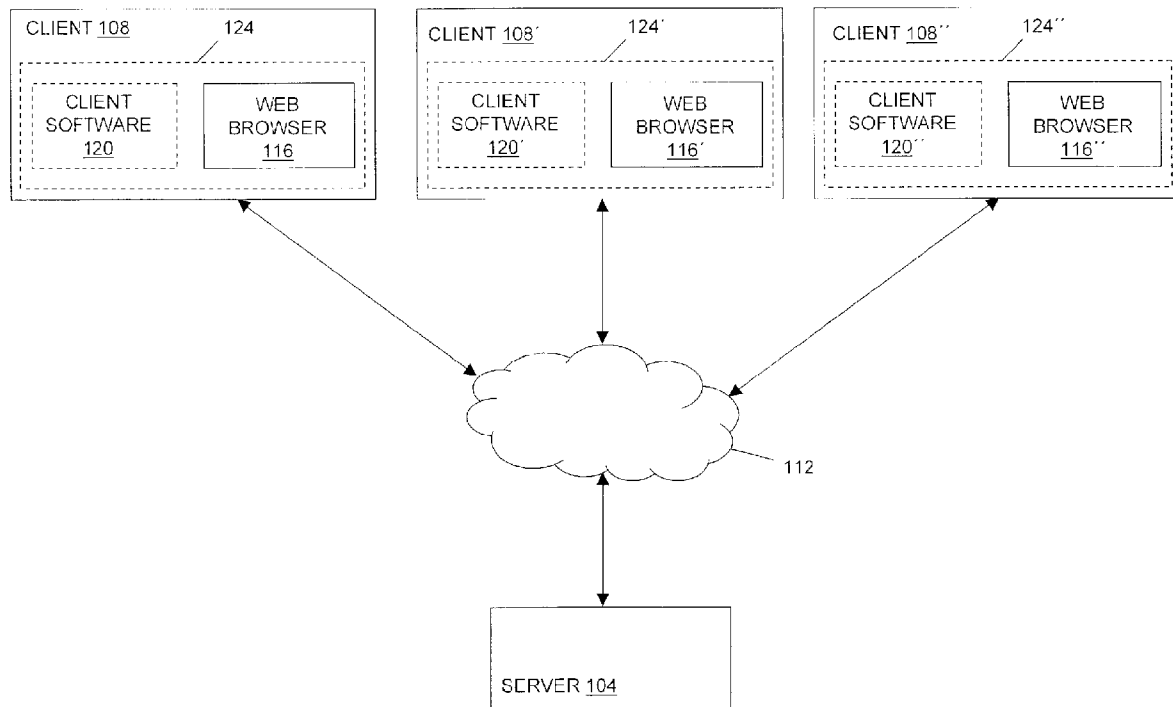 CLIENT 108
124
CLIENT
SOFTWARE
120
WEB
BROWSER
116
CLIENT 108´
124´
CLIENT
SOFTWARE
120´
WEB
BROWSER
116´
CLIENT 108´´
124´´
CLIENT
SOFTWARE
120´´
WEB
BROWSER
116´´
112
SERVER 104